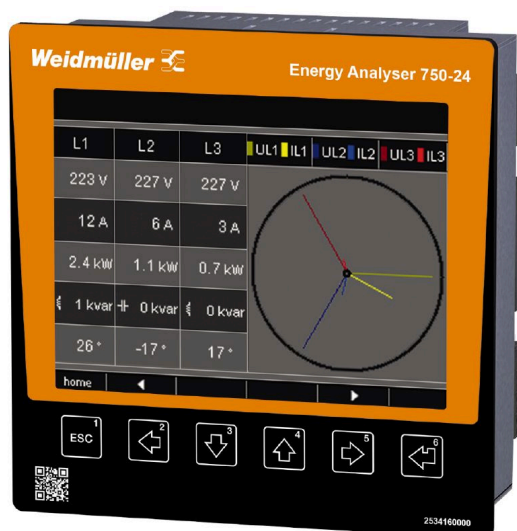 Weidmüller
Energy Analyser 750-24
L1 L2 L3 UL1 IL1 UL2 IL2 UL3 IL3
223 V 227 V 227 V
12 A 6 A 3 A
2.4 kW 1.1 kW 0.7 kW
1 kvar 0 kvar 0 kvar
26 ° -17 ° 17 °
home
ESC 1 2 3 4 5 6
2534160000